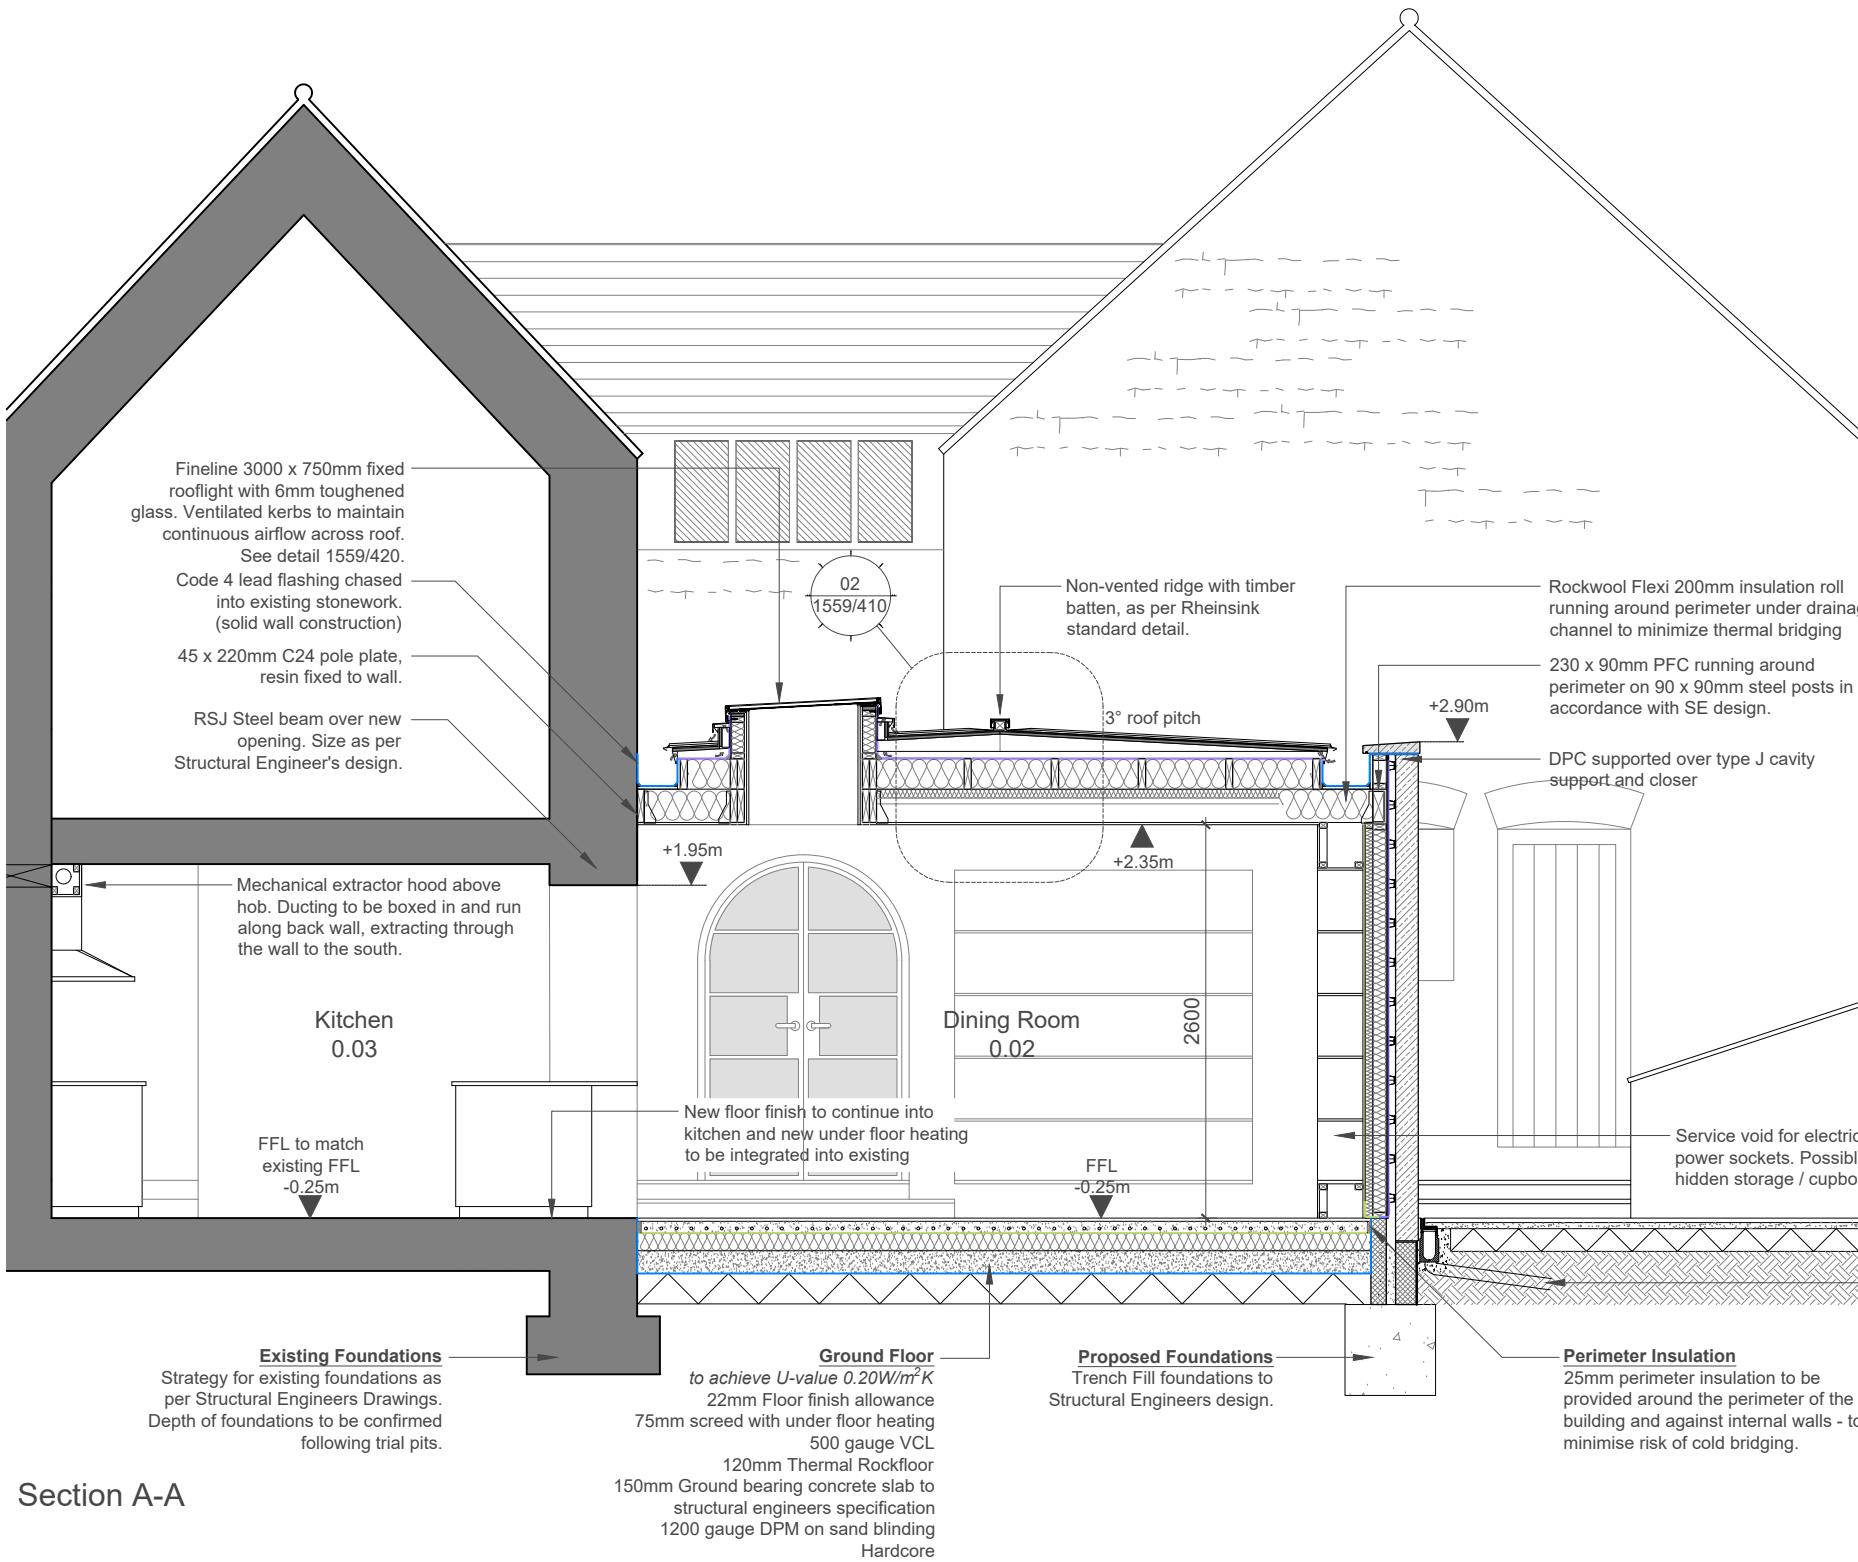 Fineline 3000 x 750mm fixed
rooflight with 6mm toughened
glass. Ventilated kerbs to maintain
continuous airflow across roof.
See detail 1559/420.
Code 4 lead flashing chased
into existing stonework.
(solid wall construction)
45 x 220mm C24 pole plate,
resin fixed to wall.
RSJ Steel beam over new
opening. Size as per
Structural Engineer's design.
02
1559/410
Non-vented ridge with timber
batten, as per Rheinsink
standard detail.
3° roof pitch
Rockwool Flexi 200mm insulation roll
running around perimeter under drainag
channel to minimize thermal bridging
230 x 90mm PFC running around
perimeter on 90 x 90mm steel posts in
accordance with SE design.
+2.90m
DPC supported over type J cavity
support and closer
+1.95m
+2.35m
Mechanical extractor hood above
hob. Ducting to be boxed in and run
along back wall, extracting through
the wall to the south.
Kitchen
0.03
Dining Room
0.02
2600
New floor finish to continue into
kitchen and new under floor heating
to be integrated into existing
FFL to match
existing FFL
-0.25m
FFL
-0.25m
Service void for electric
power sockets. Possibl
hidden storage / cupbo
Existing Foundations
Strategy for existing foundations as
per Structural Engineers Drawings.
Depth of foundations to be confirmed
following trial pits.
Ground Floor
to achieve U-value 0.20W/m²K
22mm Floor finish allowance
75mm screed with under floor heating
500 gauge VCL
120mm Thermal Rockfloor
150mm Ground bearing concrete slab to
structural engineers specification
1200 gauge DPM on sand blinding
Hardcore
Proposed Foundations
Trench Fill foundations to
Structural Engineers design.
Perimeter Insulation
25mm perimeter insulation to be
provided around the perimeter of the
building and against internal walls - to
minimise risk of cold bridging.
Section A-A